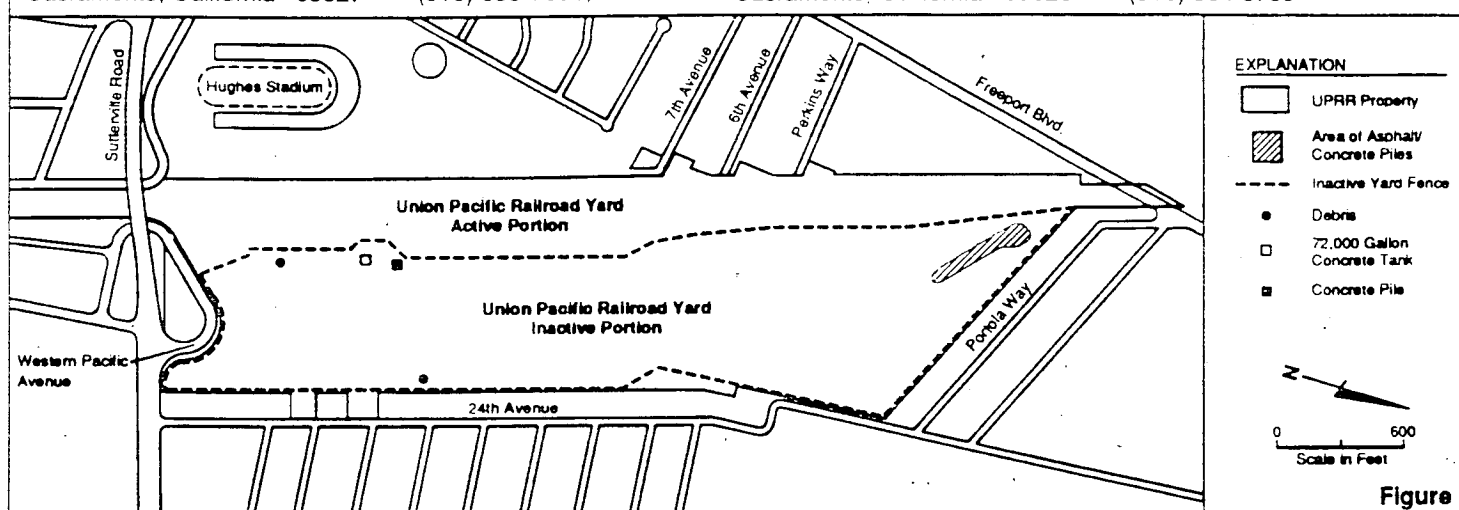 Hughes Stadium
Sutterville Road
7th Avenue
6th Avenue
Perkins Way
Freeport Blvd.
Union Pacific Railroad Yard
Active Portion
Union Pacific Railroad Yard
Inactive Portion
Portola Way
Western Pacific
Avenue
24th Avenue
EXPLANATION
UPRR Property
Area of Asphalt/
Concrete Piles
Inactive Yard Fence
Debris
72,000 Gallon
Concrete Tank
Concrete Pile
N
0 600
Scale in Feet
Figure